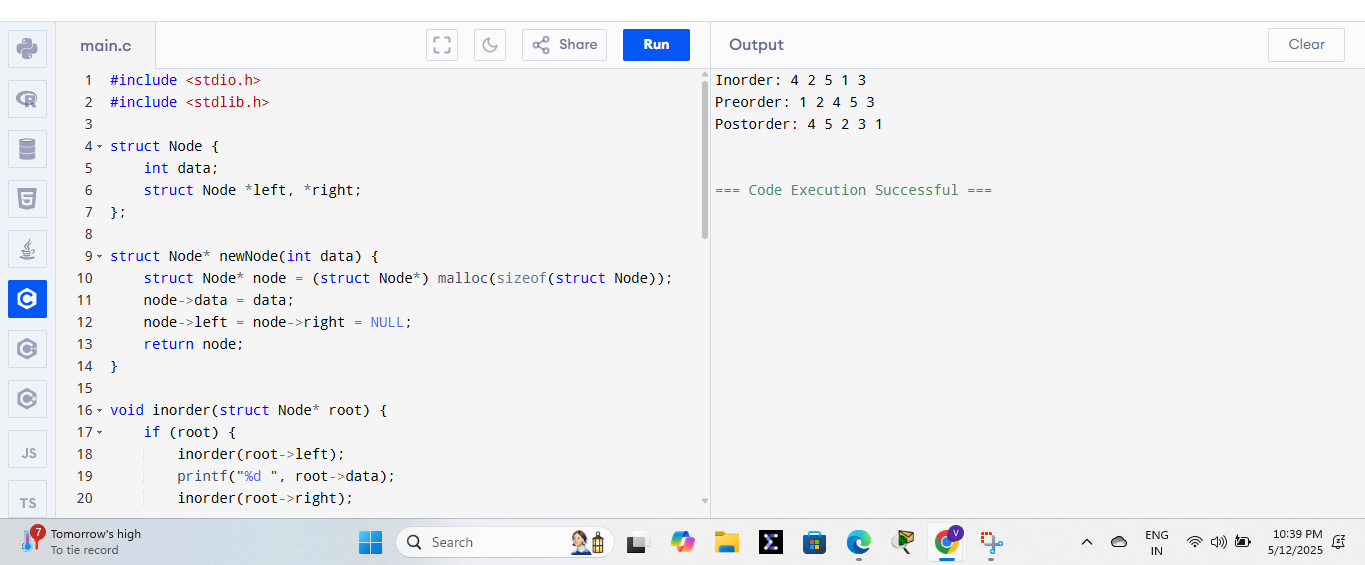 main.c
Share
Run
Output
Clear
1 #include <stdio.h>
2 #include <stdlib.h>
3
4 struct Node {
5     int data;
6     struct Node *left, *right;
7 };
8
9 struct Node* newNode(int data) {
10     struct Node* node = (struct Node*) malloc(sizeof(struct Node));
11     node->data = data;
12     node->left = node->right = NULL;
13     return node;
14 }
15
16 void inorder(struct Node* root) {
17     if (root) {
18         inorder(root->left);
19         printf("%d ", root->data);
20         inorder(root->right);
Inorder: 4 2 5 1 3
Preorder: 1 2 4 5 3
Postorder: 4 5 2 3 1
=== Code Execution Successful ===
R
5
C
C
C
JS
TS
7
Tomorrow's high
To tie record
Search
V
ENG
IN
10:39 PM
5/12/2025